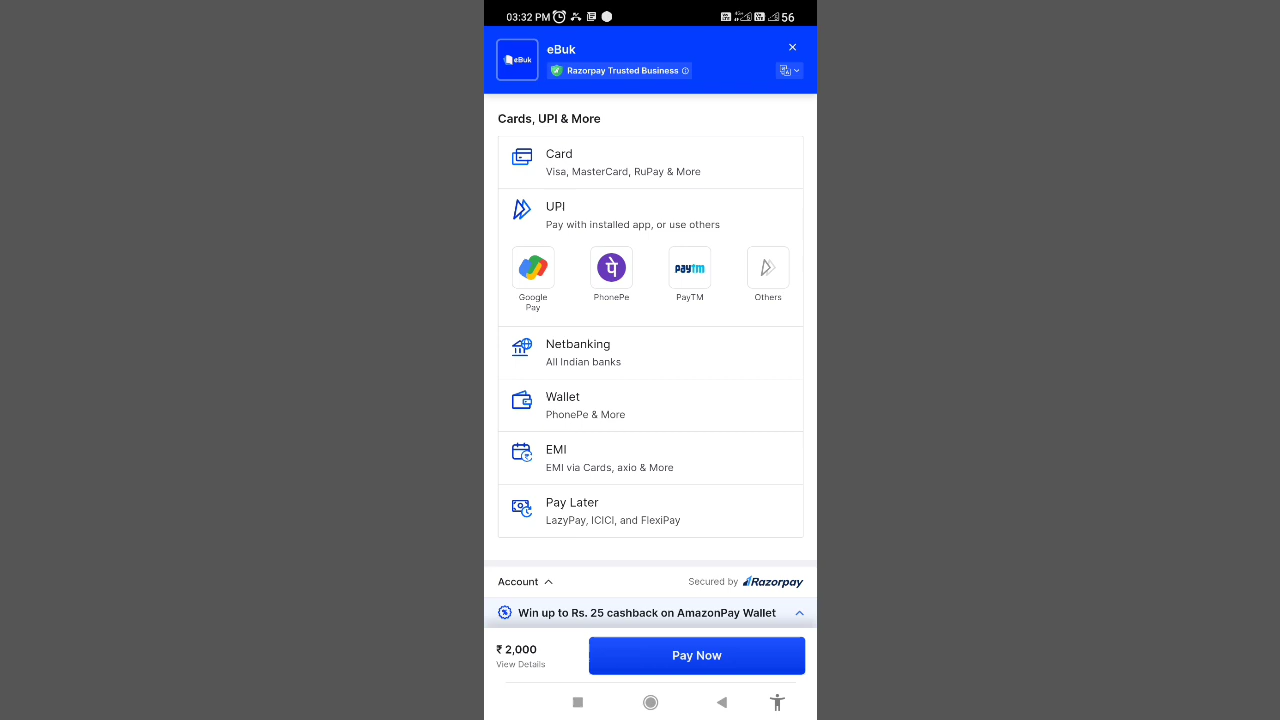 03:32 PM 56
eBuk
eBuk
Razorpay Trusted Business
Cards, UPI & More
Card
Visa, MasterCard, RuPay & More
UPI
Pay with installed app, or use others
पे
paytm
Google Pay
PhonePe
PayTM
Others
Netbanking
All Indian banks
Wallet
PhonePe & More
EMI
EMI via Cards, axio & More
Pay Later
LazyPay, ICICI, and FlexiPay
Account
Secured by Razorpay
Win up to Rs. 25 cashback on AmazonPay Wallet
₹ 2,000
View Details
Pay Now